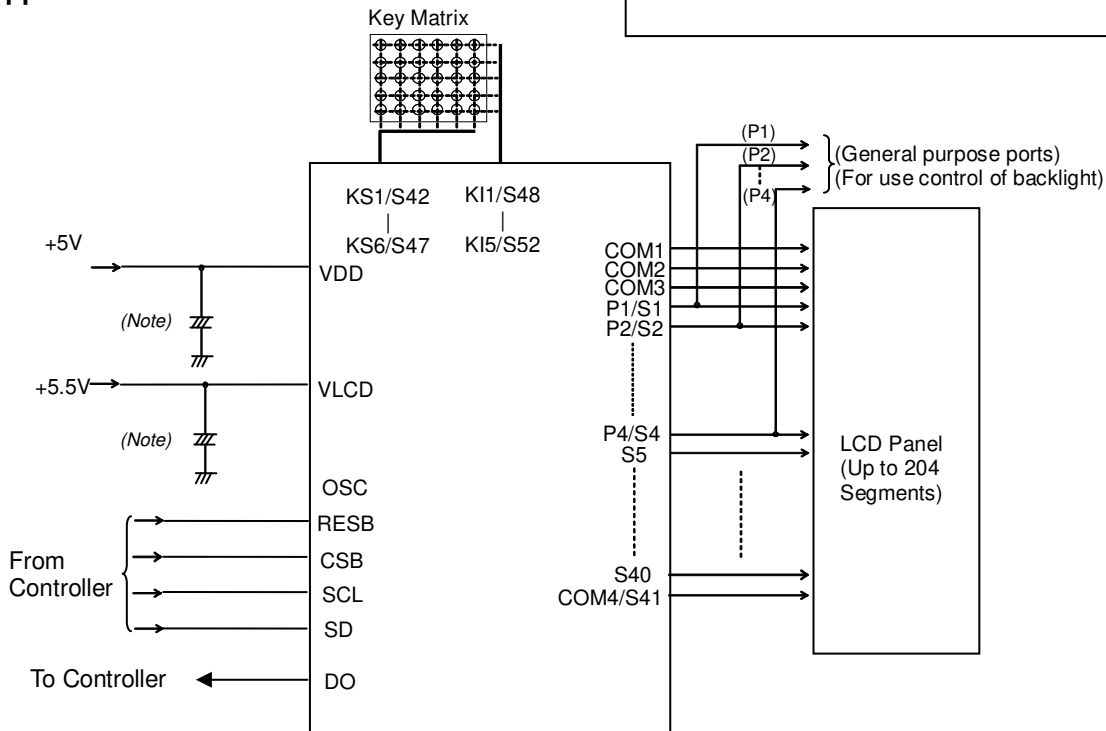 Key Matrix
KS1/S42
KI1/S48
KS6/S47
KI5/S52
(P1)
(P2)
(P4)
(General purpose ports)
(For use control of backlight)
+5V
VDD
(Note)
+5.5V
VLCD
(Note)
OSC
RESB
CSB
SCL
SD
From
Controller
To Controller
DO
COM1
COM2
COM3
P1/S1
P2/S2
P4/S4
S5
S40
COM4/S41
LCD Panel
(Up to 204
Segments)